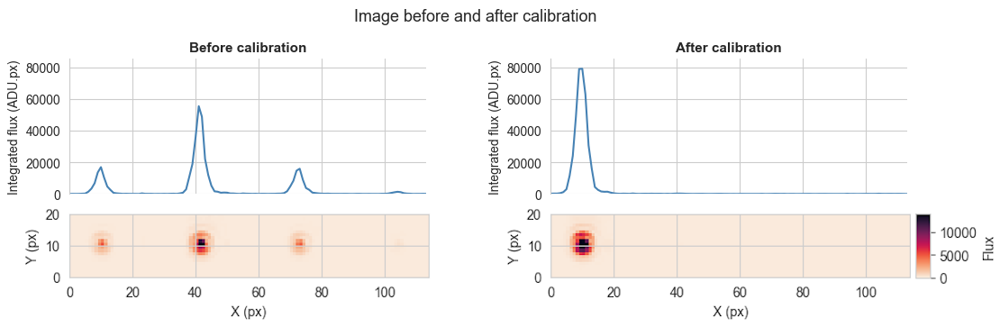 Image before and after calibration
Before calibration
Integrated flux (ADU.px)
80000
60000
40000
20000
0
Y (px)
20
10
0
0 20 40 60 80 100
X (px)
After calibration
Integrated flux (ADU.px)
80000
60000
40000
20000
0
Y (px)
20
10
0
0 20 40 60 80 100
X (px)
10000
5000
0
Flux